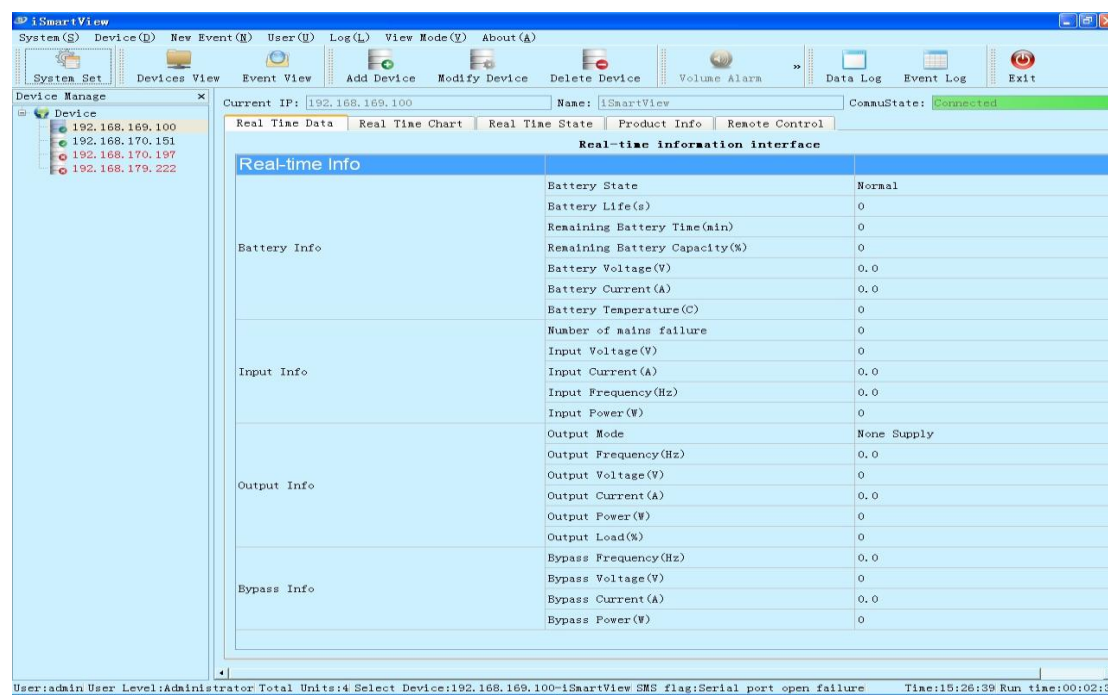 iSmartView
System(S) Device(D) New Event(N) User(U) Log(L) View Mode(V) About(A)
System Set Devices View Event View Add Device Modify Device Delete Device Volume Alarm » Data Log Event Log Exit
Device Manage
Device
192.168.169.100
192.168.170.151
192.168.170.197
192.168.179.222
Current IP: 192.168.169.100 Name: iSmartView CommuState: Connected
Real Time Data Real Time Chart Real Time State Product Info Remote Control
Real-time information interface
Real-time Info
Battery Info
Battery State Normal
Battery Life(s) 0
Remaining Battery Time(min) 0
Remaining Battery Capacity(%) 0
Battery Voltage(V) 0.0
Battery Current(A) 0.0
Battery Temperature(C) 0
Input Info
Number of mains failure 0
Input Voltage(V) 0
Input Current(A) 0.0
Input Frequency(Hz) 0.0
Input Power(W) 0
Output Info
Output Mode None Supply
Output Frequency(Hz) 0.0
Output Voltage(V) 0
Output Current(A) 0.0
Output Power(W) 0
Output Load(%) 0
Bypass Info
Bypass Frequency(Hz) 0.0
Bypass Voltage(V) 0
Bypass Current(A) 0.0
Bypass Power(W) 0
User:admin User Level:Administrator Total Units:4 Select Device:192.168.169.100-iSmartView SMS flag:Serial port open failure Time:15:26:39 Run time:00:02: